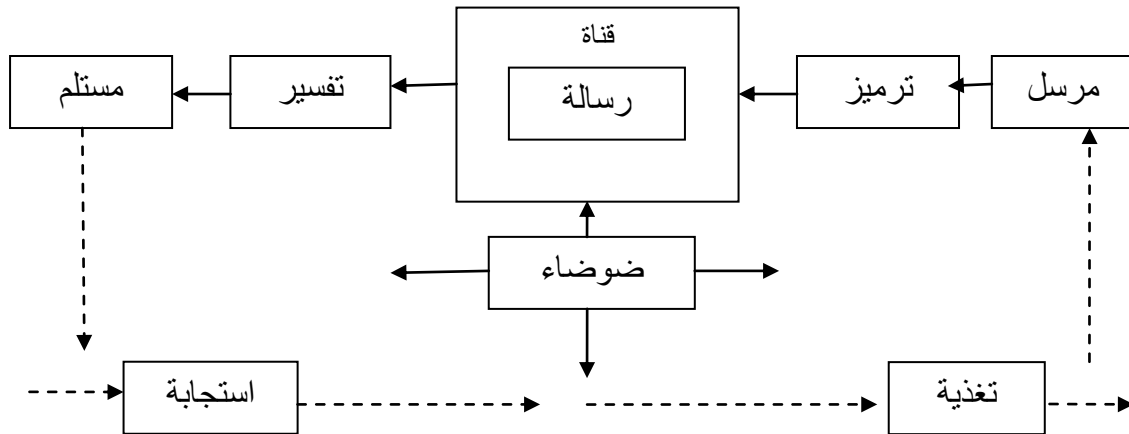 قناة
مرسل
ترميز
رسالة
تفسير
مستلم
ضوضاء
تغذية
استجابة